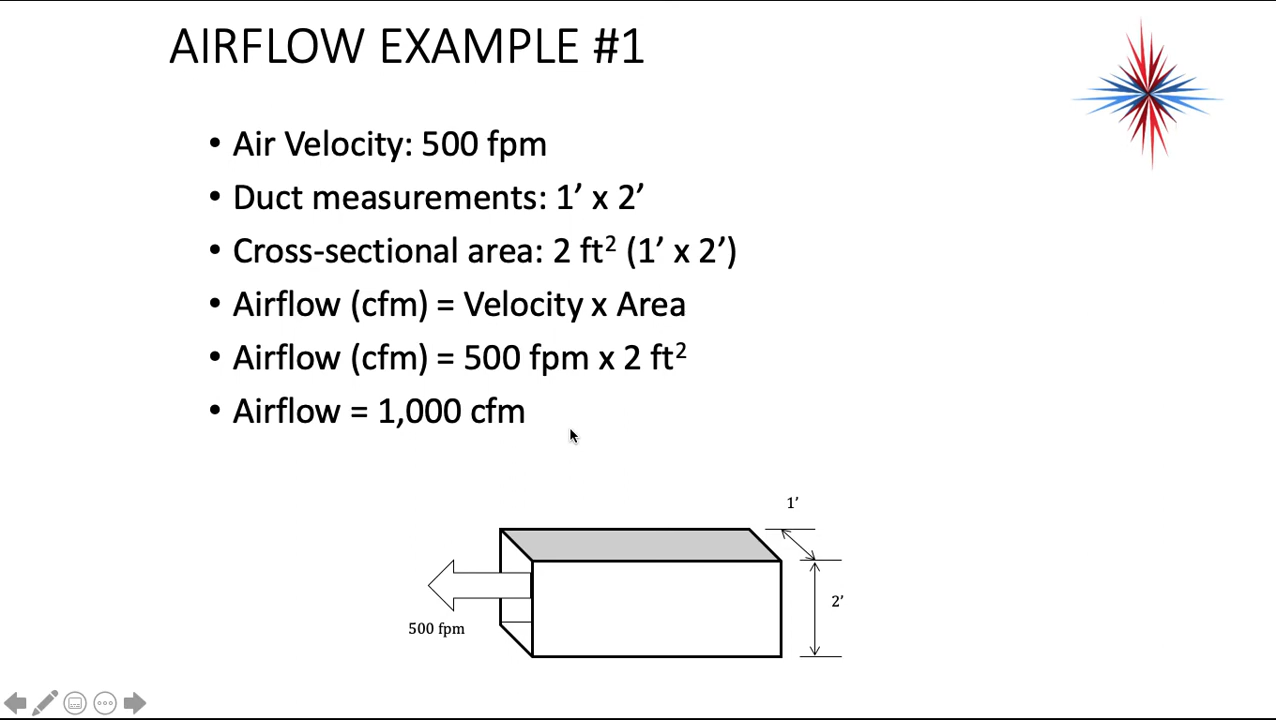 AIRFLOW EXAMPLE #1
• Air Velocity: 500 fpm
• Duct measurements: 1’ x 2’
• Cross-sectional area: 2 ft² (1’ x 2’)
• Airflow (cfm) = Velocity x Area
• Airflow (cfm) = 500 fpm x 2 ft²
• Airflow = 1,000 cfm
1’
2’
500 fpm